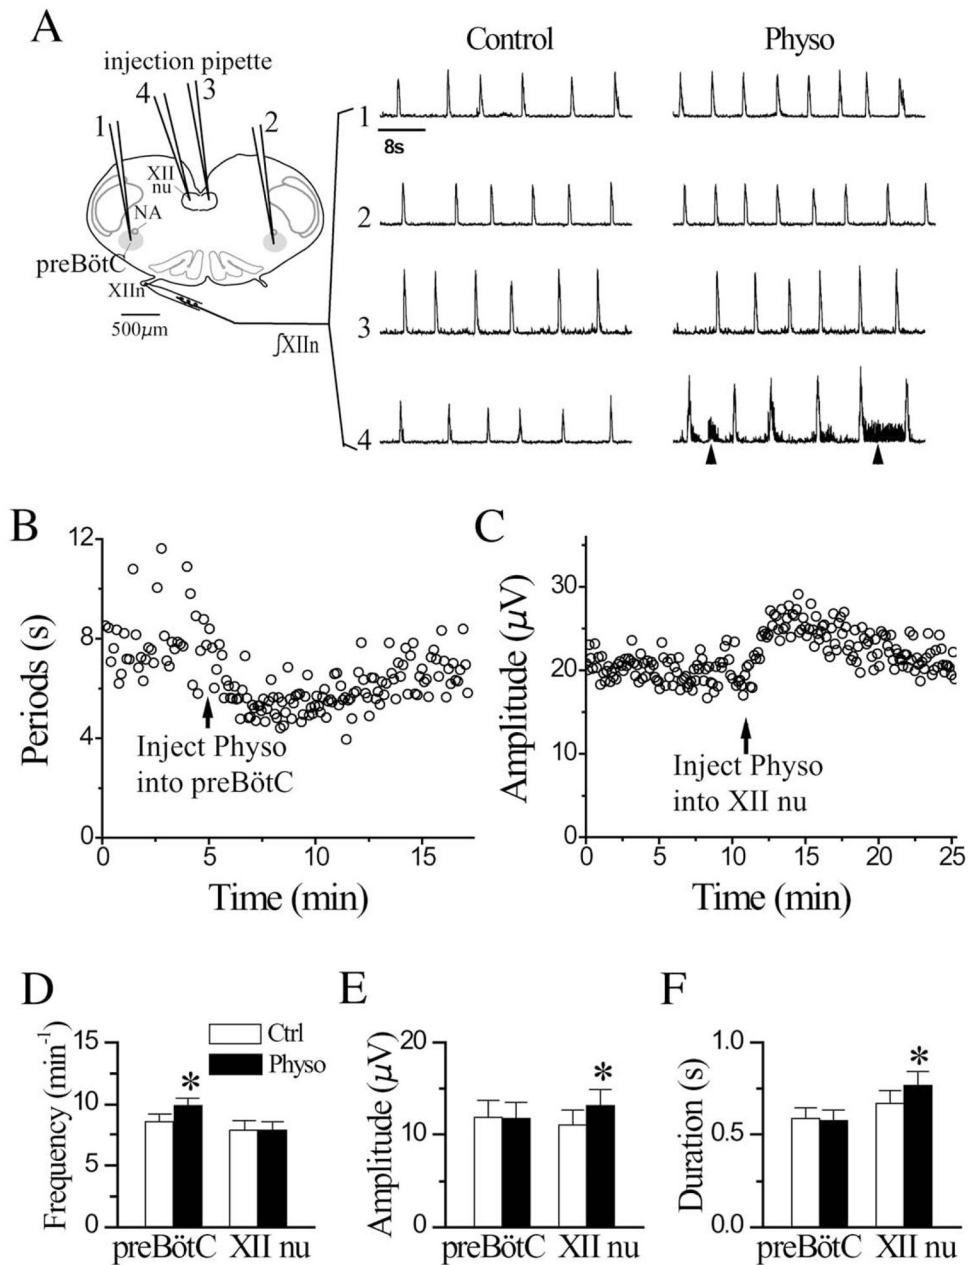 A
Control
Physo
injection pipette
4
3
1
2
XII
nu
NA
preBötC
XIIn
500µm
∫XIIn
1
8s
2
3
4
B
Periods (s)
12
8
4
0
0
5
10
15
Inject Physo
into preBötC
Time (min)
C
Amplitude (µV)
30
20
10
0
0
5
10
15
20
25
Inject Physo
into XII nu
Time (min)
D
Frequency (min⁻¹)
15
10
5
0
Ctrl
Physo
*
preBötC
XII nu
E
Amplitude (µV)
20
10
0
*
preBötC
XII nu
F
Duration (s)
1.0
0.5
0.0
*
preBötC
XII nu